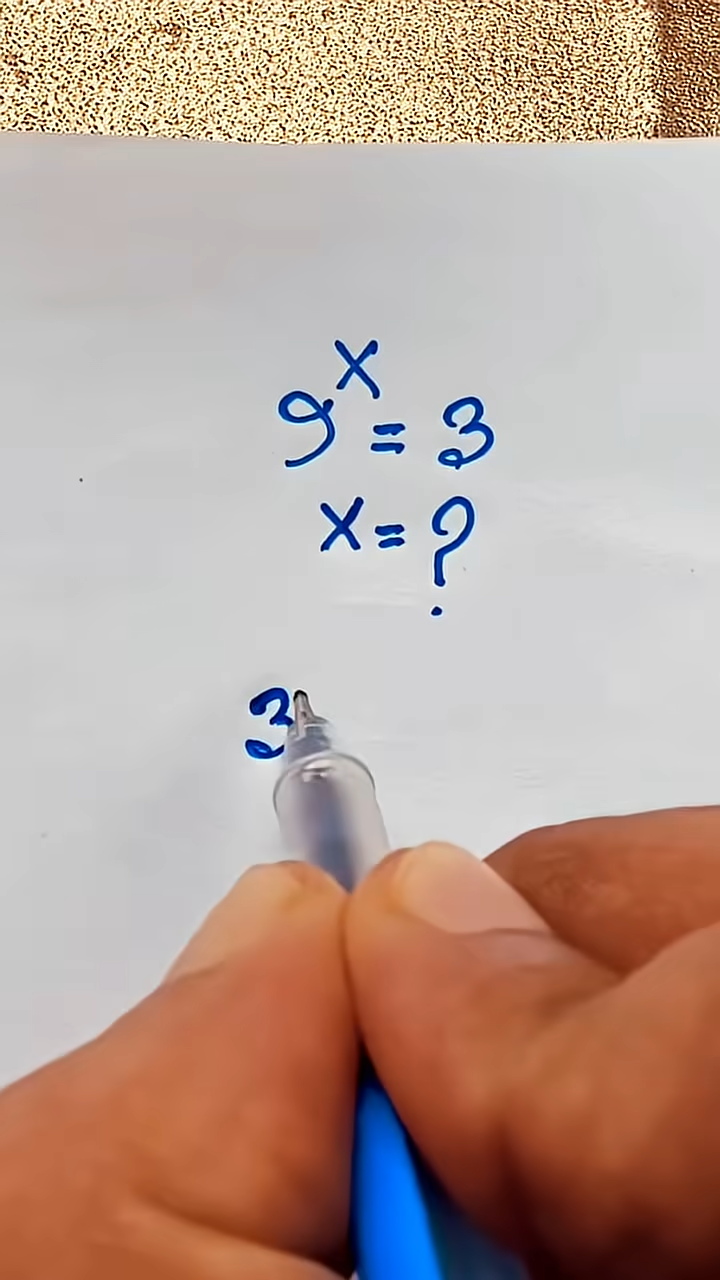 9^x = 3
x = ?
3